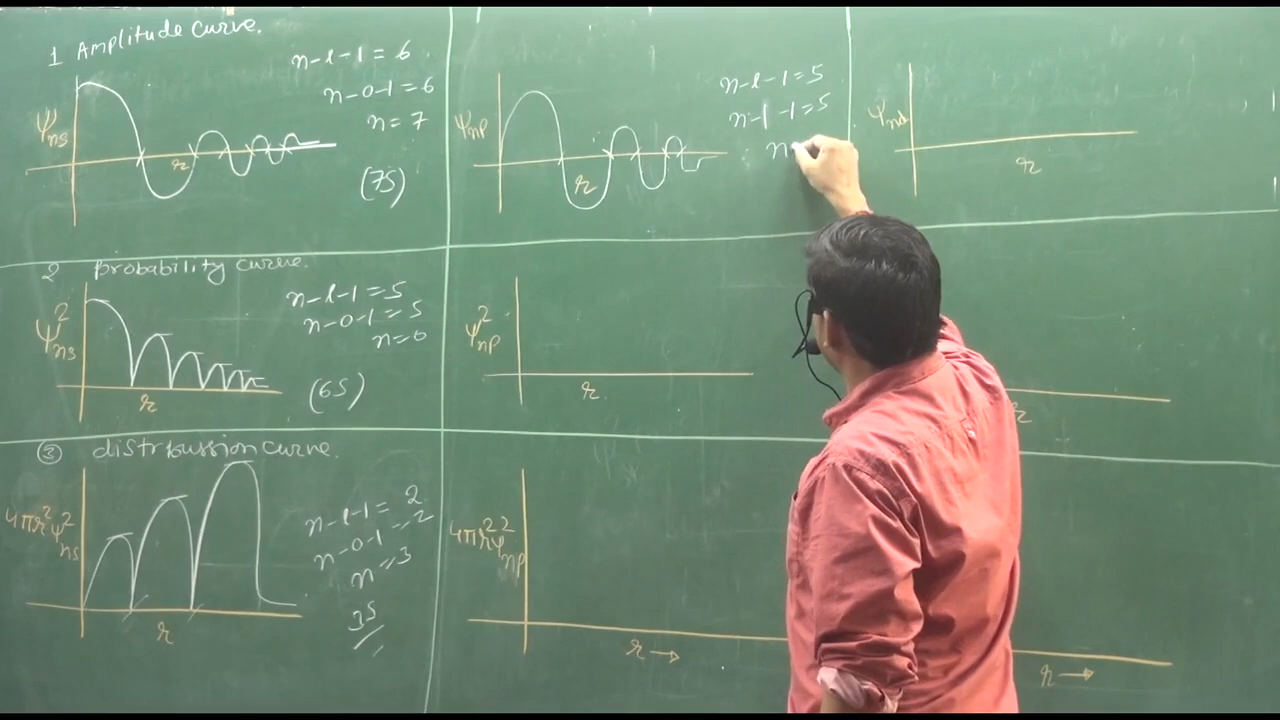 1 Amplitude curve.
ψns
r
n-l-1 = 6
n-0-1 = 6
n = 7
(7S)
ψnp
r
n-l-1 = 5
n-1-1 = 5
n=
ψnd
r
2 probability curve.
ψ²ns
r
n-l-1 = 5
n-0-1 = 5
n = 6
(6S)
ψ²np
r
r
③ distrbussion curve.
4πr²ψ²ns
r
n-l-1 = 2
n-0-1 = 2
n = 3
3S
4πr²ψ²np
r →
r →